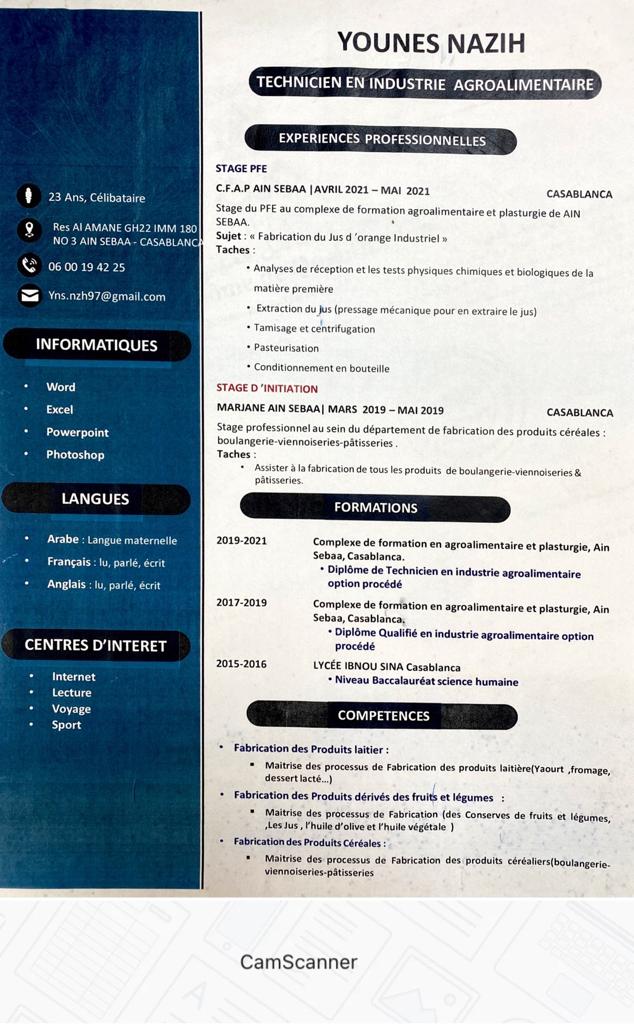 YOUNES NAZIH
TECHNICIEN EN INDUSTRIE AGROALIMENTAIRE
23 Ans, Célibataire
Res Al AMANE GH22 IMM 180
NO 3 AIN SEBAA - CASABLANCA
06 00 19 42 25
Yns.nzh97@gmail.com
INFORMATIQUES
• Word
• Excel
• Powerpoint
• Photoshop
LANGUES
• Arabe : Langue maternelle
• Français : lu, parlé, écrit
• Anglais : lu, parlé, écrit
CENTRES D'INTERET
• Internet
• Lecture
• Voyage
• Sport
EXPERIENCES PROFESSIONNELLES
STAGE PFE
C.F.A.P AIN SEBAA |AVRIL 2021 – MAI 2021 CASABLANCA
Stage du PFE au complexe de formation agroalimentaire et plasturgie de AIN
SEBAA.
Sujet : « Fabrication du Jus d 'orange Industriel »
Taches :
• Analyses de réception et les tests physiques chimiques et biologiques de la
matière première
• Extraction du jus (pressage mécanique pour en extraire le jus)
• Tamisage et centrifugation
• Pasteurisation
• Conditionnement en bouteille
STAGE D 'INITIATION
MARJANE AIN SEBAA| MARS 2019 – MAI 2019 CASABLANCA
Stage professionnel au sein du département de fabrication des produits céréales :
boulangerie-viennoiseries-pâtisseries .
Taches :
• Assister à la fabrication de tous les produits de boulangerie-viennoiseries &
pâtisseries.
FORMATIONS
2019-2021 Complexe de formation en agroalimentaire et plasturgie, Ain
Sebaa, Casablanca.
• Diplôme de Technicien en industrie agroalimentaire
option procédé
2017-2019 Complexe de formation en agroalimentaire et plasturgie, Ain
Sebaa, Casablanca.
• Diplôme Qualifié en industrie agroalimentaire option
procédé
2015-2016 LYCÉE IBNOU SINA Casablanca
• Niveau Baccalauréat science humaine
COMPETENCES
• Fabrication des Produits laitier :
▪ Maitrise des processus de Fabrication des produits laitière(Yaourt ,fromage,
dessert lacté...)
• Fabrication des Produits dérivés des fruits et légumes :
▪ Maitrise des processus de Fabrication (des Conserves de fruits et légumes,
,Les Jus , l'huile d'olive et l'huile végétale )
• Fabrication des Produits Céréales :
▪ Maitrise des processus de Fabrication des produits céréaliers(boulangerie-
viennoiseries-pâtisseries
CamScanner